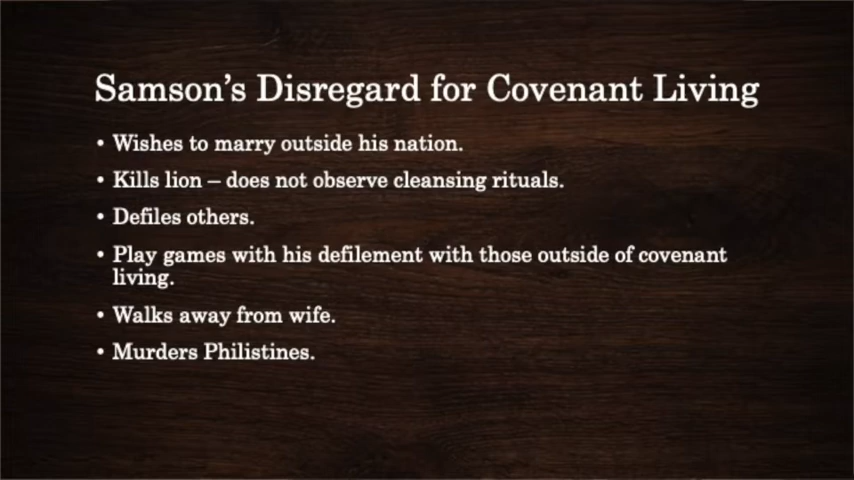 Samson’s Disregard for Covenant Living
• Wishes to marry outside his nation.
• Kills lion – does not observe cleansing rituals.
• Defiles others.
• Play games with his defilement with those outside of covenant
living.
• Walks away from wife.
• Murders Philistines.